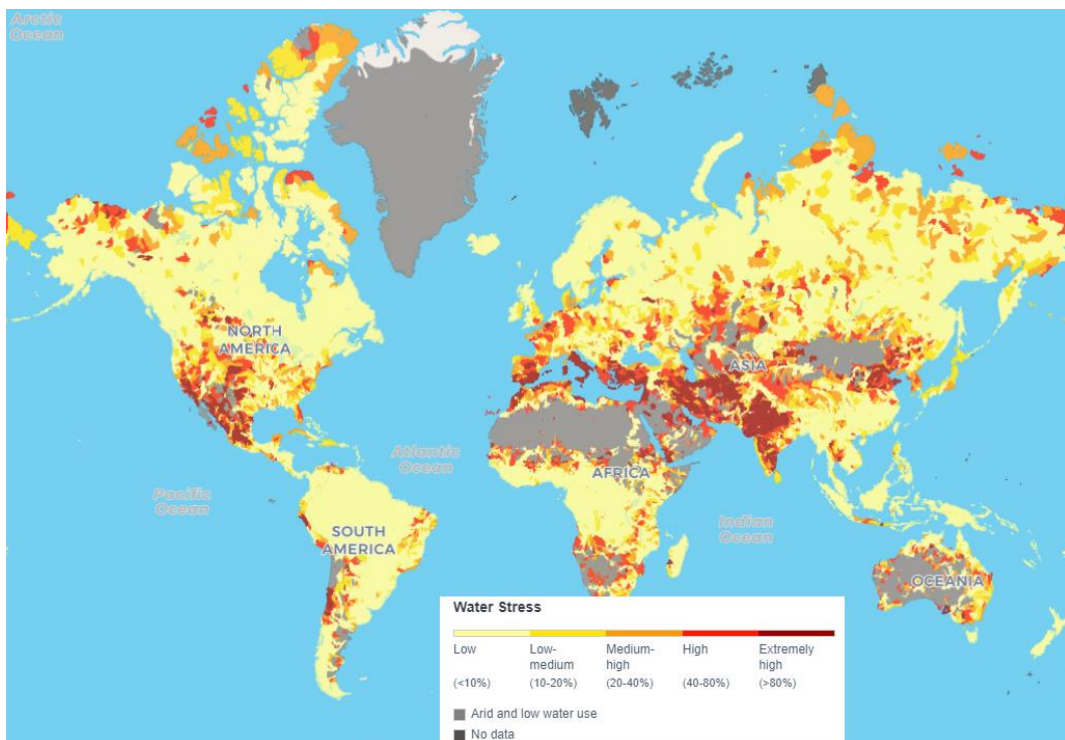 Arctic
Ocean
NORTH
AMERICA
ASIA
Atlantic
Ocean
AFRICA
Pacific
Ocean
SOUTH
AMERICA
Indian
Ocean
OCEANIA
Water Stress
Low
Low-
medium
Medium-
high
High
Extremely
high
(<10%)
(10-20%)
(20-40%)
(40-80%)
(>80%)
Arid and low water use
No data